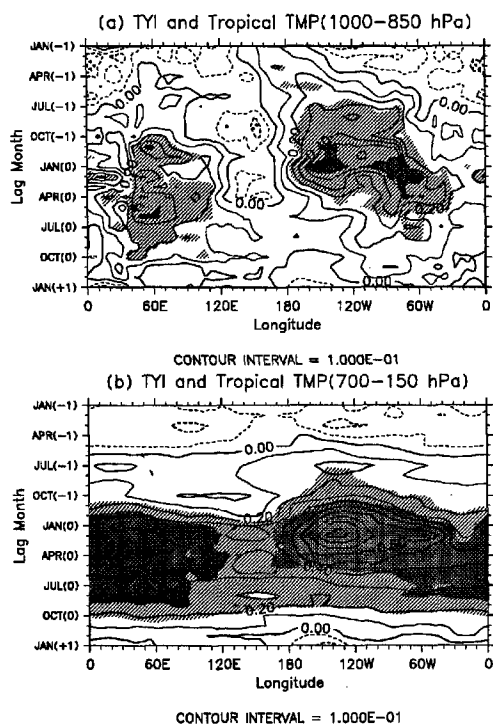 (a) TYI and Tropical TMP(1000-850 hPa)
JAN(-1)
APR(-1)
JUL(-1)
OCT(-1)
JAN(0)
APR(0)
JUL(0)
OCT(0)
JAN(+1)
Lag Month
0.00
0.00
0.20
0 60E 120E 180 120W 60W 0
Longitude
CONTOUR INTERVAL = 1.000E-01
(b) TYI and Tropical TMP(700-150 hPa)
JAN(-1)
APR(-1)
JUL(-1)
OCT(-1)
JAN(0)
APR(0)
JUL(0)
OCT(0)
JAN(+1)
Lag Month
0.00
0.20
0.20
0.00
0.00
0 60E 120E 180 120W 60W 0
Longitude
CONTOUR INTERVAL = 1.000E-01